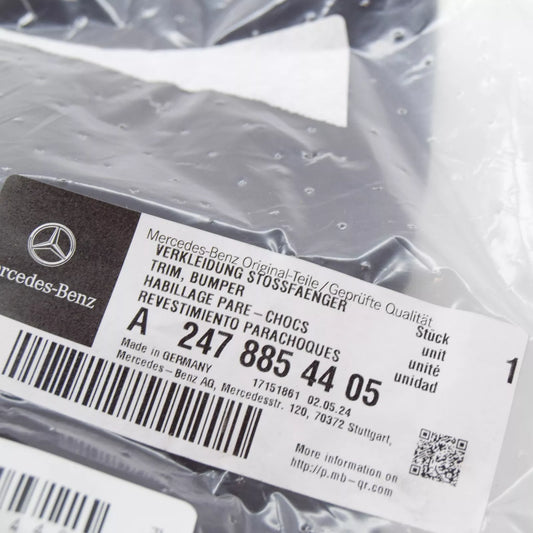 Mercedes-Benz
Mercedes-Benz Original-Teile/Geprüfte Qualität
VERKLEIDUNG STOSSFAENGER
TRIM, BUMPER
HABILLAGE PARE-CHOCS
REVESTIMIENTO PARACHOQUES
Stück
unit
unité
unidad
1
A 247 885 44 05
Made in GERMANY 17151861 02.05.24
Mercedes-Benz AG, Mercedesstr. 120, 70372 Stuttgart,
More information on
http://p.mb-qr.com